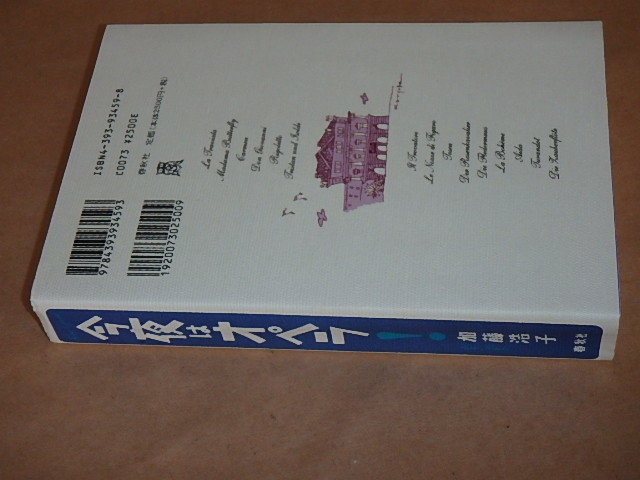 今夜はオペラ!
加藤浩子
春秋社
ISBN4-393-93459-8
C0073 ¥2500E
春秋社 定価(本体2500円+税)
9784393934593
1920073025009
La Traviata
Madama Butterfly
Carmen
Don Giovanni
Rigoletto
Tristan und Isolde
Il Trovatore
Le Nozze di Figaro
Tosca
Der Rosenkavalier
Die Fledermaus
La Bohème
Aida
Turandot
Die Zauberflöte